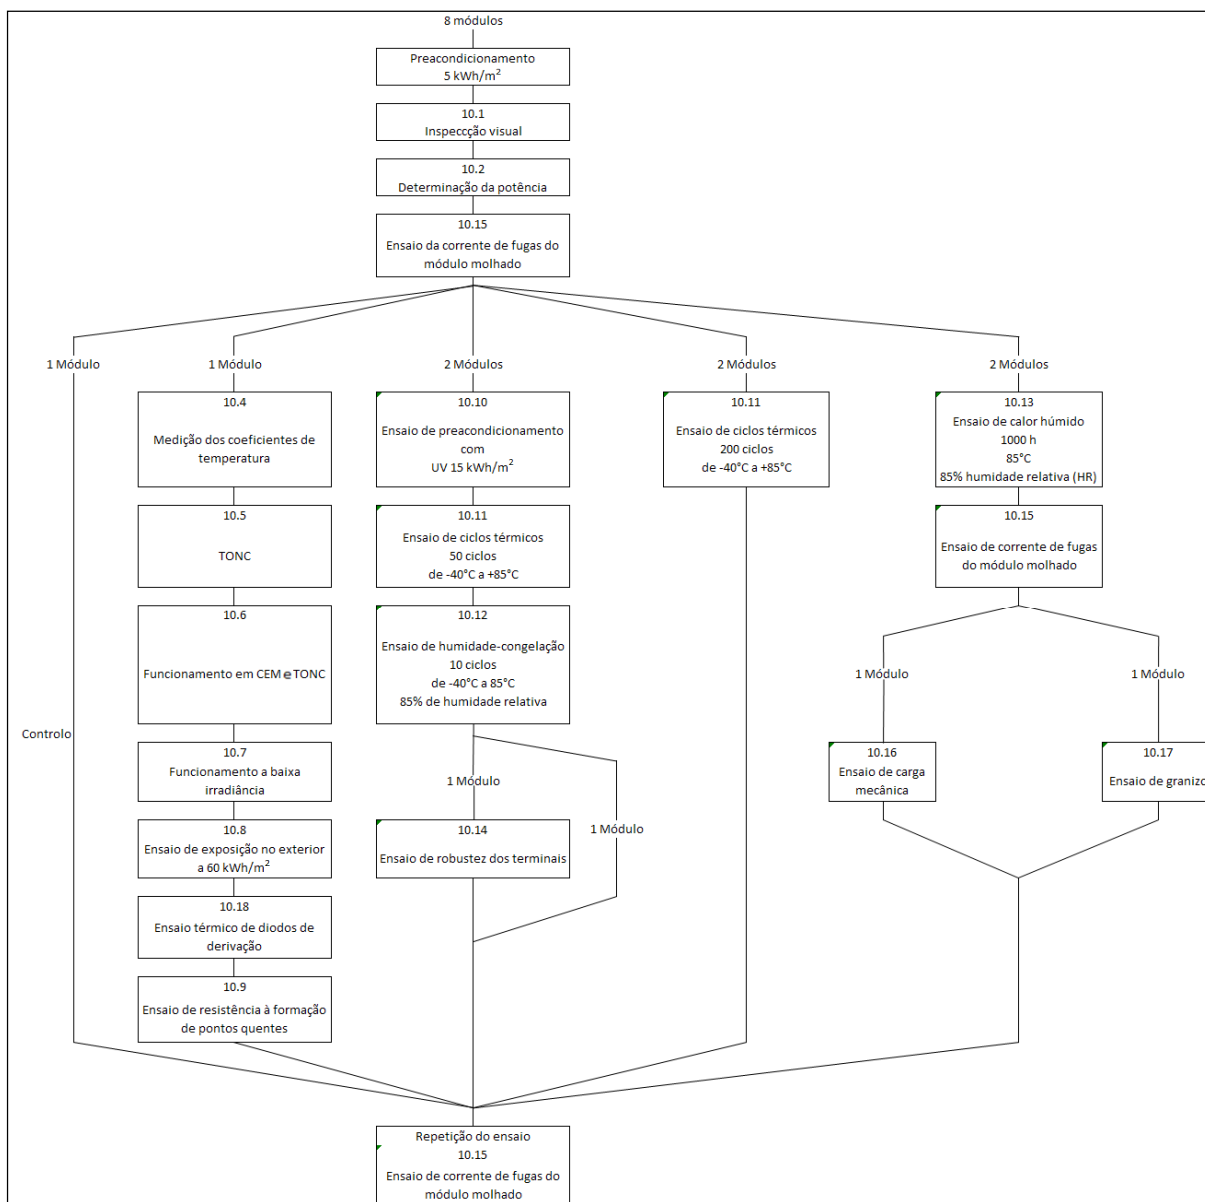 8 módulos
Preacondicionamento
5 kWh/m²
10.1
Inspeccção visual
10.2
Determinação da potência
10.15
Ensaio da corrente de fugas do
módulo molhado
1 Módulo
1 Módulo
2 Módulos
2 Módulos
2 Módulos
10.4
Medição dos coeficientes de
temperatura
10.5
TONC
10.6
Funcionamento em CEM e TONC
10.7
Funcionamento a baixa
irradiância
10.8
Ensaio de exposição no exterior
a 60 kWh/m²
10.18
Ensaio térmico de diodos de
derivação
10.9
Ensaio de resistência à formação
de pontos quentes
Controlo
10.10
Ensaio de preacondicionamento
com
UV 15 kWh/m²
10.11
Ensaio de ciclos térmicos
50 ciclos
de -40°C a +85°C
10.12
Ensaio de humidade-congelação
10 ciclos
de -40°C a 85°C
85% de humidade relativa
1 Módulo
1 Módulo
10.14
Ensaio de robustez dos terminais
10.11
Ensaio de ciclos térmicos
200 ciclos
de -40°C a +85°C
10.13
Ensaio de calor húmido
1000 h
85°C
85% humidade relativa (HR)
10.15
Ensaio de corrente de fugas
do módulo molhado
1 Módulo
1 Módulo
10.16
Ensaio de carga
mecânica
10.17
Ensaio de granizo
Repetição do ensaio
10.15
Ensaio de corrente de fugas do
módulo molhado